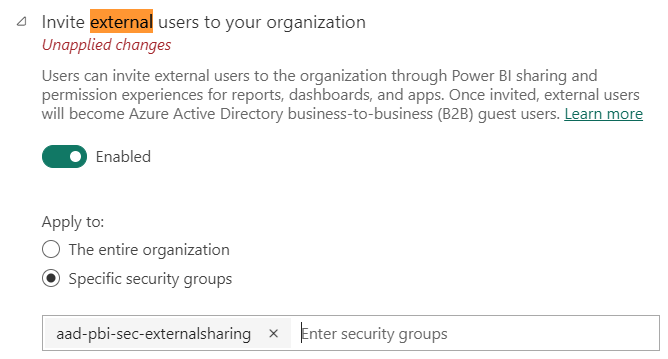 Invite external users to your organization
Unapplied changes
Users can invite external users to the organization through Power BI sharing and
permission experiences for reports, dashboards, and apps. Once invited, external users
will become Azure Active Directory business-to-business (B2B) guest users. Learn more
Enabled
Apply to:
The entire organization
Specific security groups
aad-pbi-sec-externalsharing × Enter security groups